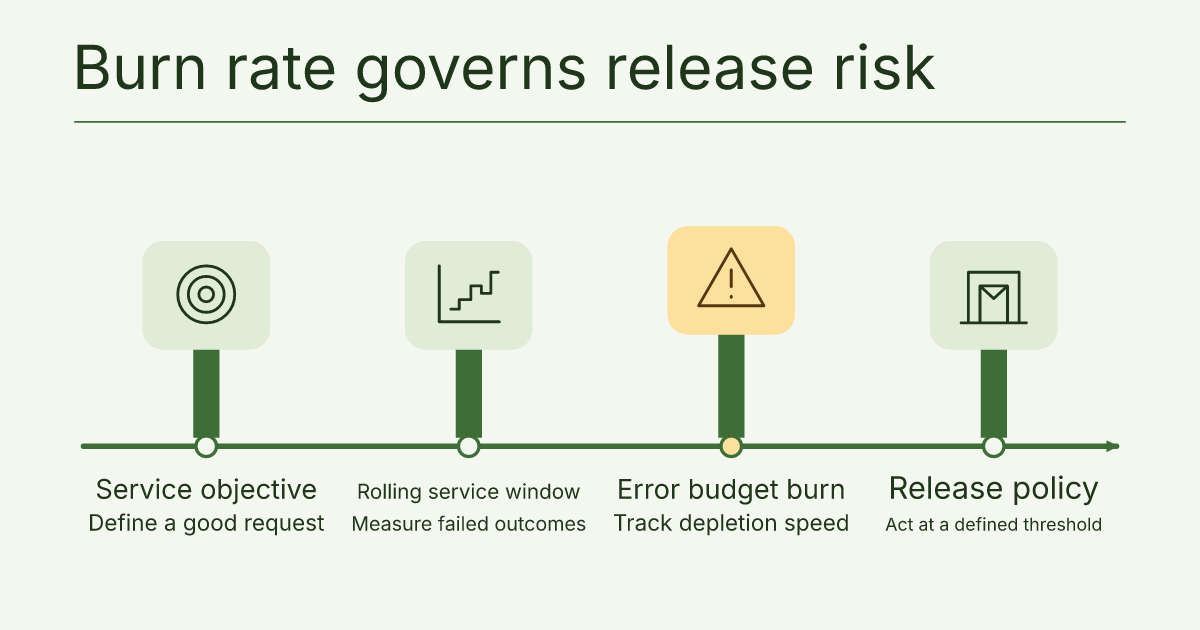 Burn rate governs release risk
Service objective
Define a good request
Rolling service window
Measure failed outcomes
Error budget burn
Track depletion speed
Release policy
Act at a defined threshold